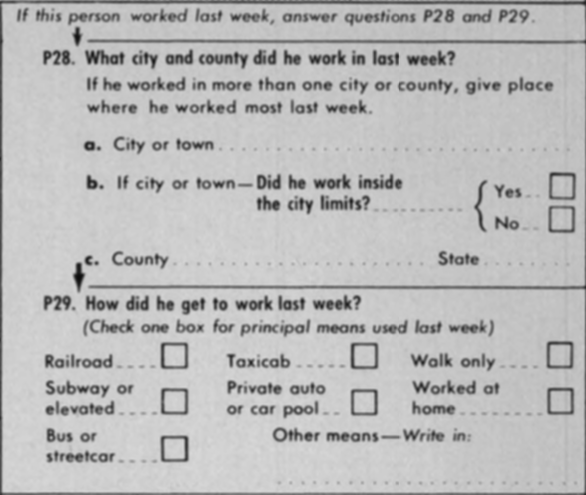 If this person worked last week, answer questions P28 and P29.
P28. What city and county did he work in last week?
If he worked in more than one city or county, give place
where he worked most last week.
a. City or town
b. If city or town—Did he work inside
the city limits?
Yes
No
c. County State
P29. How did he get to work last week?
(Check one box for principal means used last week)
Railroad Taxicab Walk only
Subway or Private auto Worked at
elevated or car pool home
Bus or Other means—Write in:
streetcar